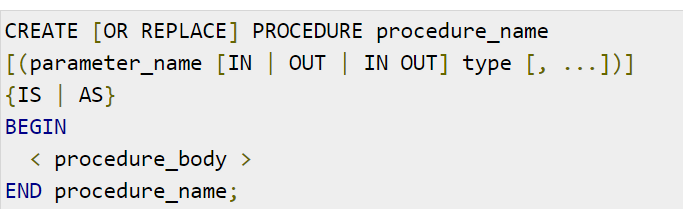 CREATE [OR REPLACE] PROCEDURE procedure_name
[(parameter_name [IN | OUT | IN OUT] type [, ...])]
{IS | AS}
BEGIN
  < procedure_body >
END procedure_name;